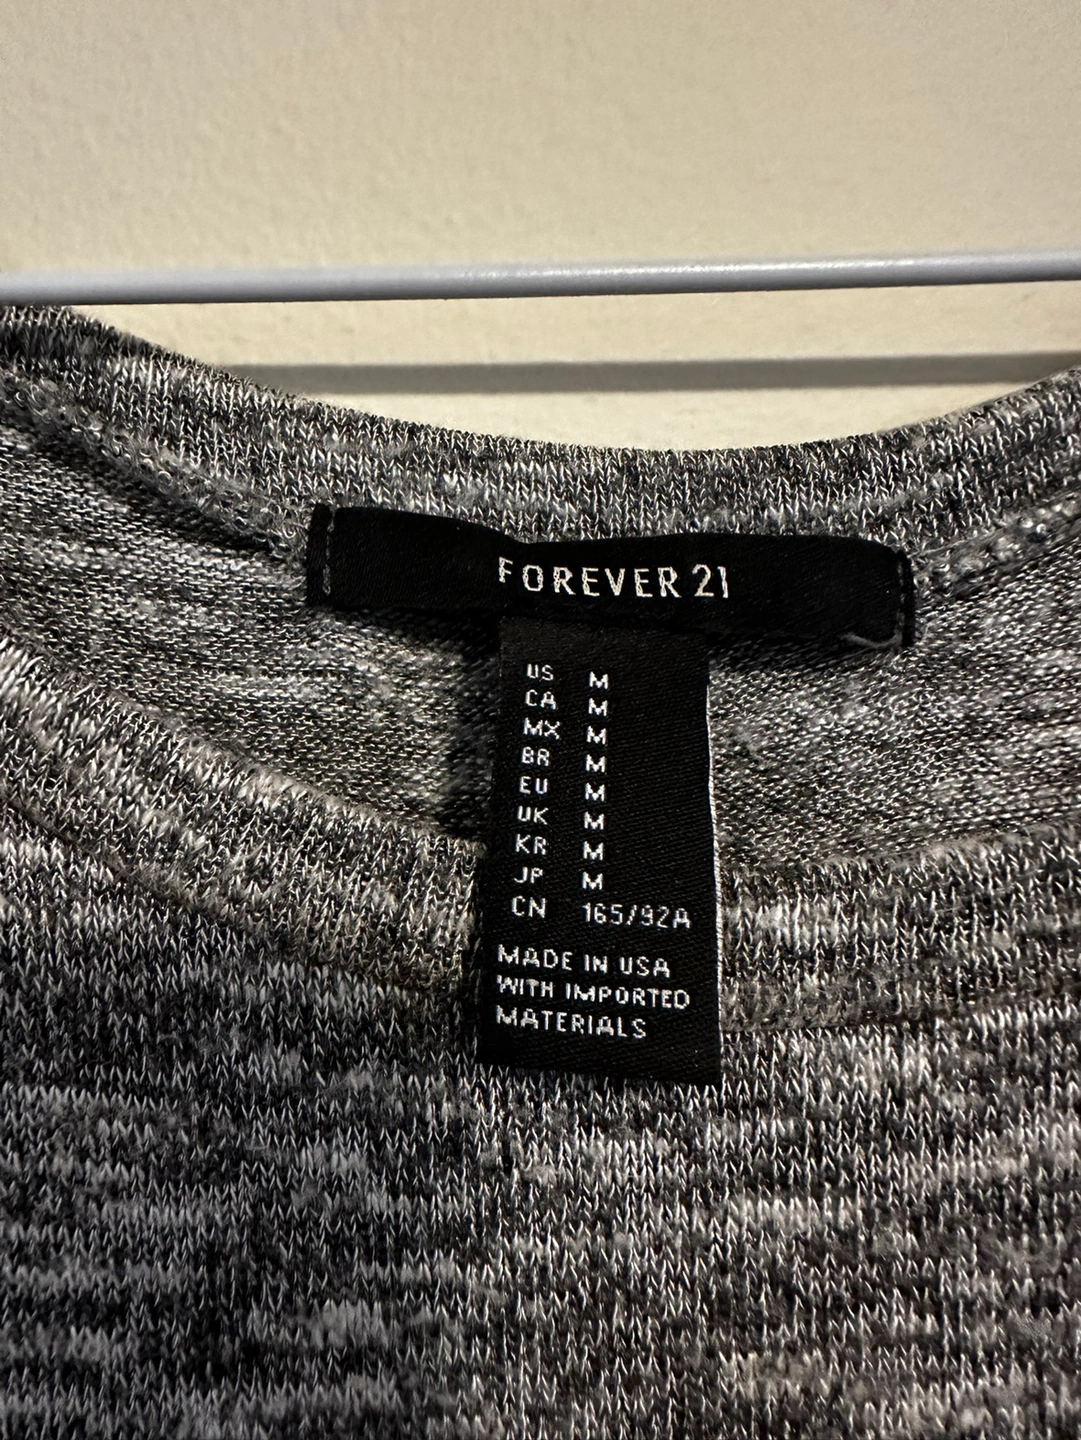 FOREVER 21
US M
CA M
MX M
BR M
EU M
UK M
KR M
JP M
CN 165/92A
MADE IN USA
WITH IMPORTED
MATERIALS